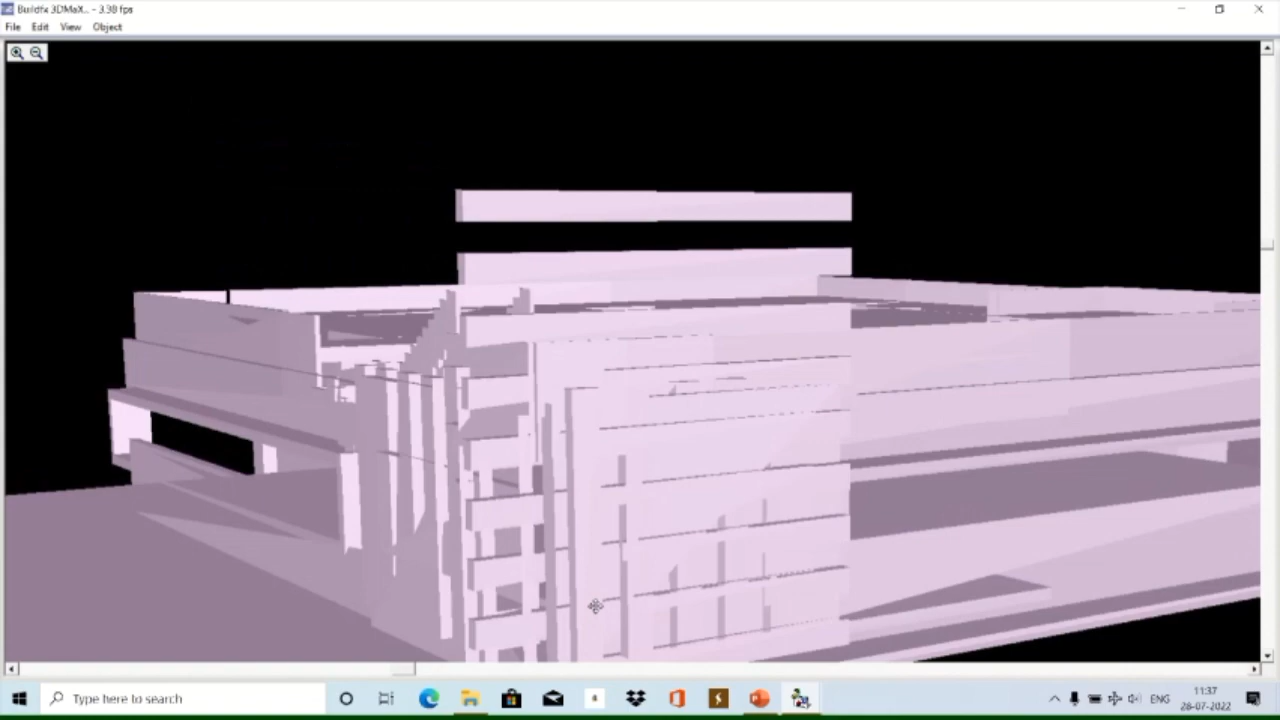 Buildfx 3DMaX... - 3.38 fps
File Edit View Object
Type here to search
ENG
11:37
28-07-2022